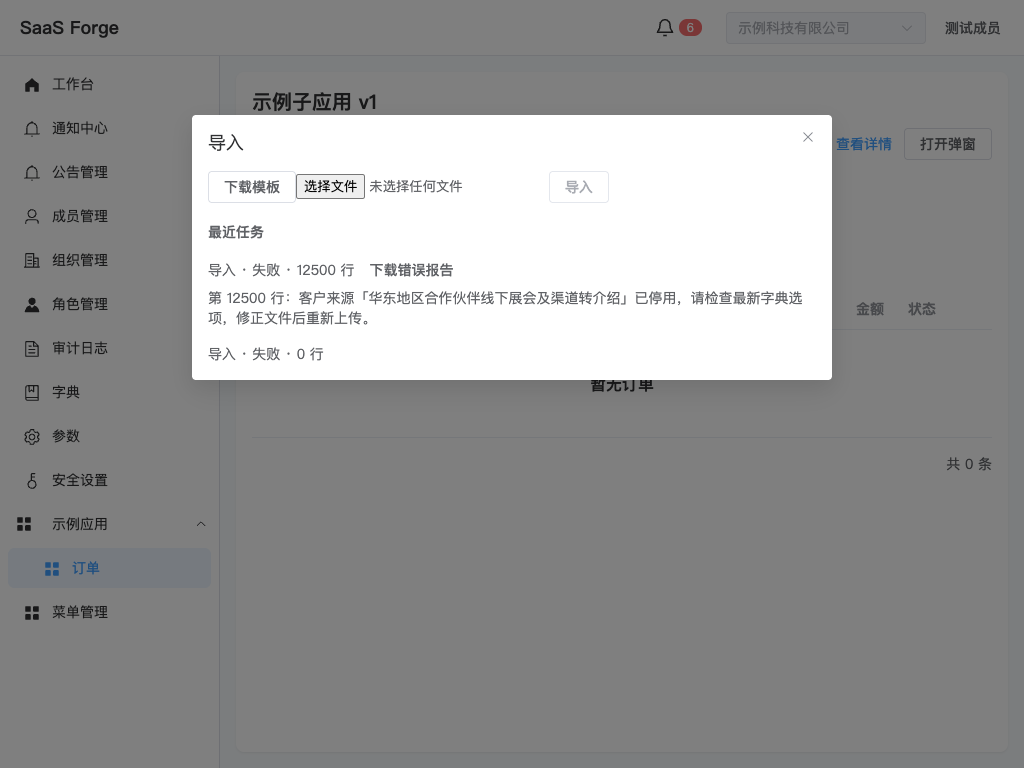 SaaS Forge
6
示例科技有限公司
测试成员
工作台
通知中心
公告管理
成员管理
组织管理
角色管理
审计日志
字典
参数
安全设置
示例应用
订单
菜单管理
示例子应用 v1
查看详情
打开弹窗
导入
下载模板
选择文件 未选择任何文件
导入
最近任务
导入 · 失败 · 12500 行 下载错误报告
第 12500 行：客户来源「华东地区合作伙伴线下展会及渠道转介绍」已停用，请检查最新字典选
项，修正文件后重新上传。
导入 · 失败 · 0 行
金额 状态
暂无订单
共 0 条